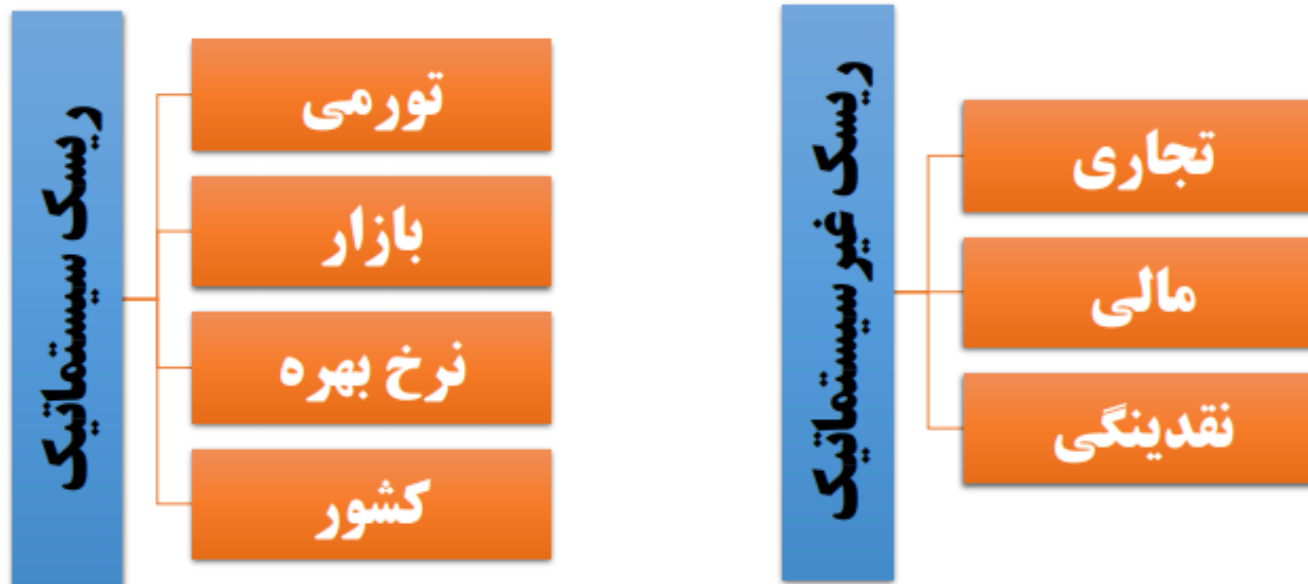 ریسک سیستماتیک
تورمی
بازار
نرخ بهره
کشور
ریسک غیر سیستماتیک
تجاری
مالی
نقدینگی